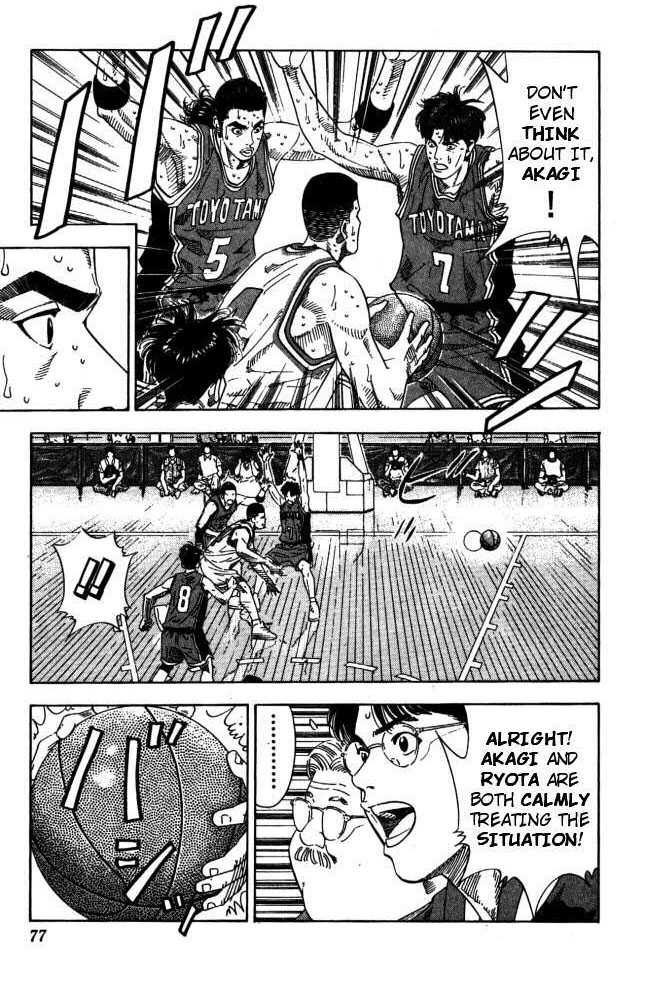 DON'T
EVEN
THINK
ABOUT IT,
AKAGI
!
TOYOTAMA
5
TOYOTAMA
7
!!
8
7
.........
ALRIGHT!
AKAGI AND
RYOTA ARE
BOTH CALMLY
TREATING THE
SITUATION!
77